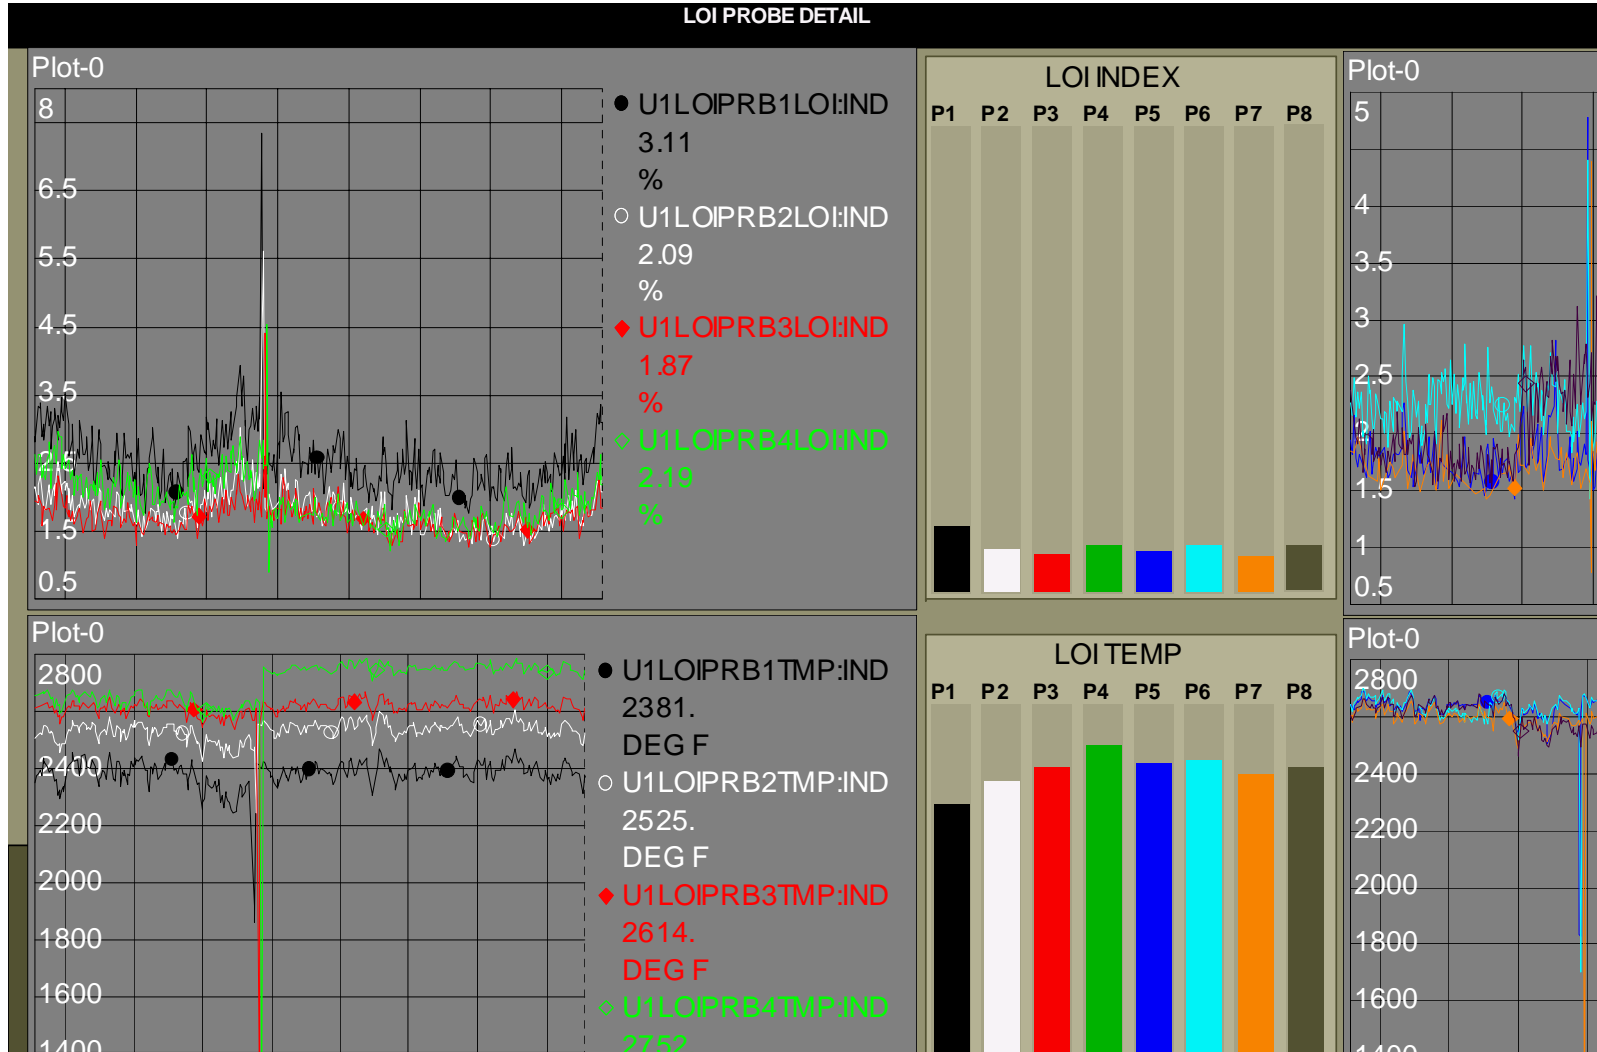 LOI PROBE DETAIL
Plot-0
8
6.5
5.5
4.5
3.5
2.5
1.5
0.5
U1LOIPRB1LOI:IND
3.11
%
U1LOIPRB2LOI:IND
2.09
%
U1LOIPRB3LOI:IND
1.87
%
U1LOIPRB4LOI:IND
2.19
%
LOI INDEX
P1 P2 P3 P4 P5 P6 P7 P8
Plot-0
5
4
3.5
3
2.5
2
1.5
1
0.5
Plot-0
2800
2400
2200
2000
1800
1600
1400
U1LOIPRB1TMP:IND
2381.
DEG F
U1LOIPRB2TMP:IND
2525.
DEG F
U1LOIPRB3TMP:IND
2614.
DEG F
U1LOIPRB4TMP:IND
2752
LOI TEMP
P1 P2 P3 P4 P5 P6 P7 P8
Plot-0
2800
2400
2200
2000
1800
1600
1400